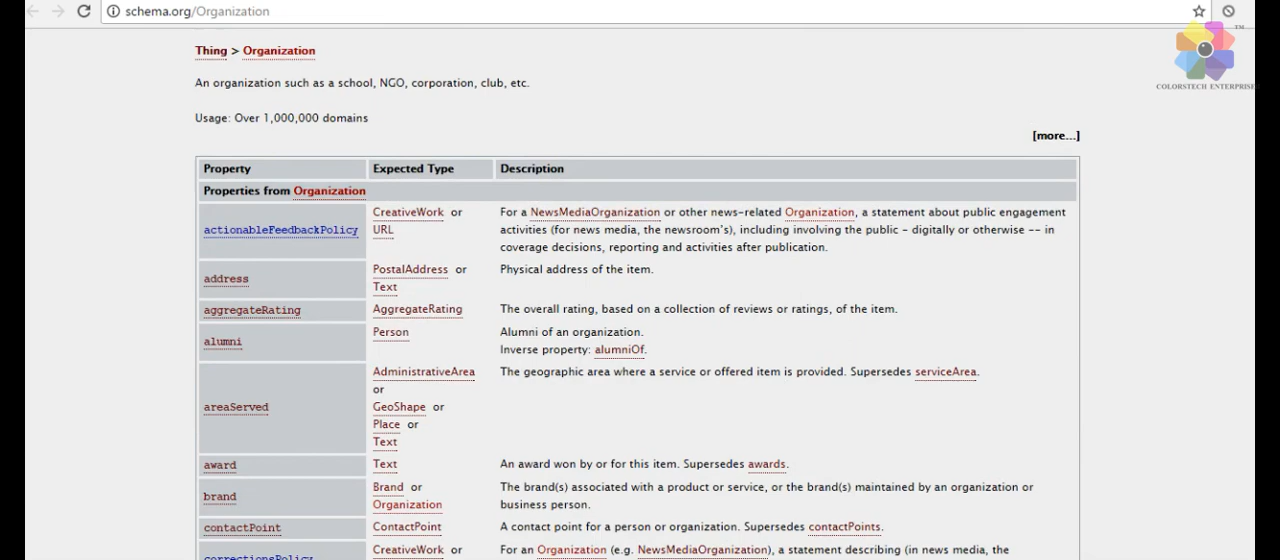 schema.org/Organization
TM
COLORSTECH ENTERPRISE
Thing > Organization
An organization such as a school, NGO, corporation, club, etc.
Usage: Over 1,000,000 domains
[more...]
Property Expected Type Description
Properties from Organization
actionableFeedbackPolicy
CreativeWork or
URL
For a NewsMediaOrganization or other news-related Organization, a statement about public engagement
activities (for news media, the newsroom's), including involving the public - digitally or otherwise -- in
coverage decisions, reporting and activities after publication.
address
PostalAddress or
Text
Physical address of the item.
aggregateRating AggregateRating The overall rating, based on a collection of reviews or ratings, of the item.
alumni
Person
Alumni of an organization.
Inverse property: alumniOf.
areaServed
AdministrativeArea
or
GeoShape or
Place or
Text
The geographic area where a service or offered item is provided. Supersedes serviceArea.
award Text An award won by or for this item. Supersedes awards.
brand
Brand or
Organization
The brand(s) associated with a product or service, or the brand(s) maintained by an organization or
business person.
contactPoint ContactPoint A contact point for a person or organization. Supersedes contactPoints.
correctionsPolicy
CreativeWork or
For an Organization (e.g. NewsMediaOrganization), a statement describing (in news media, the